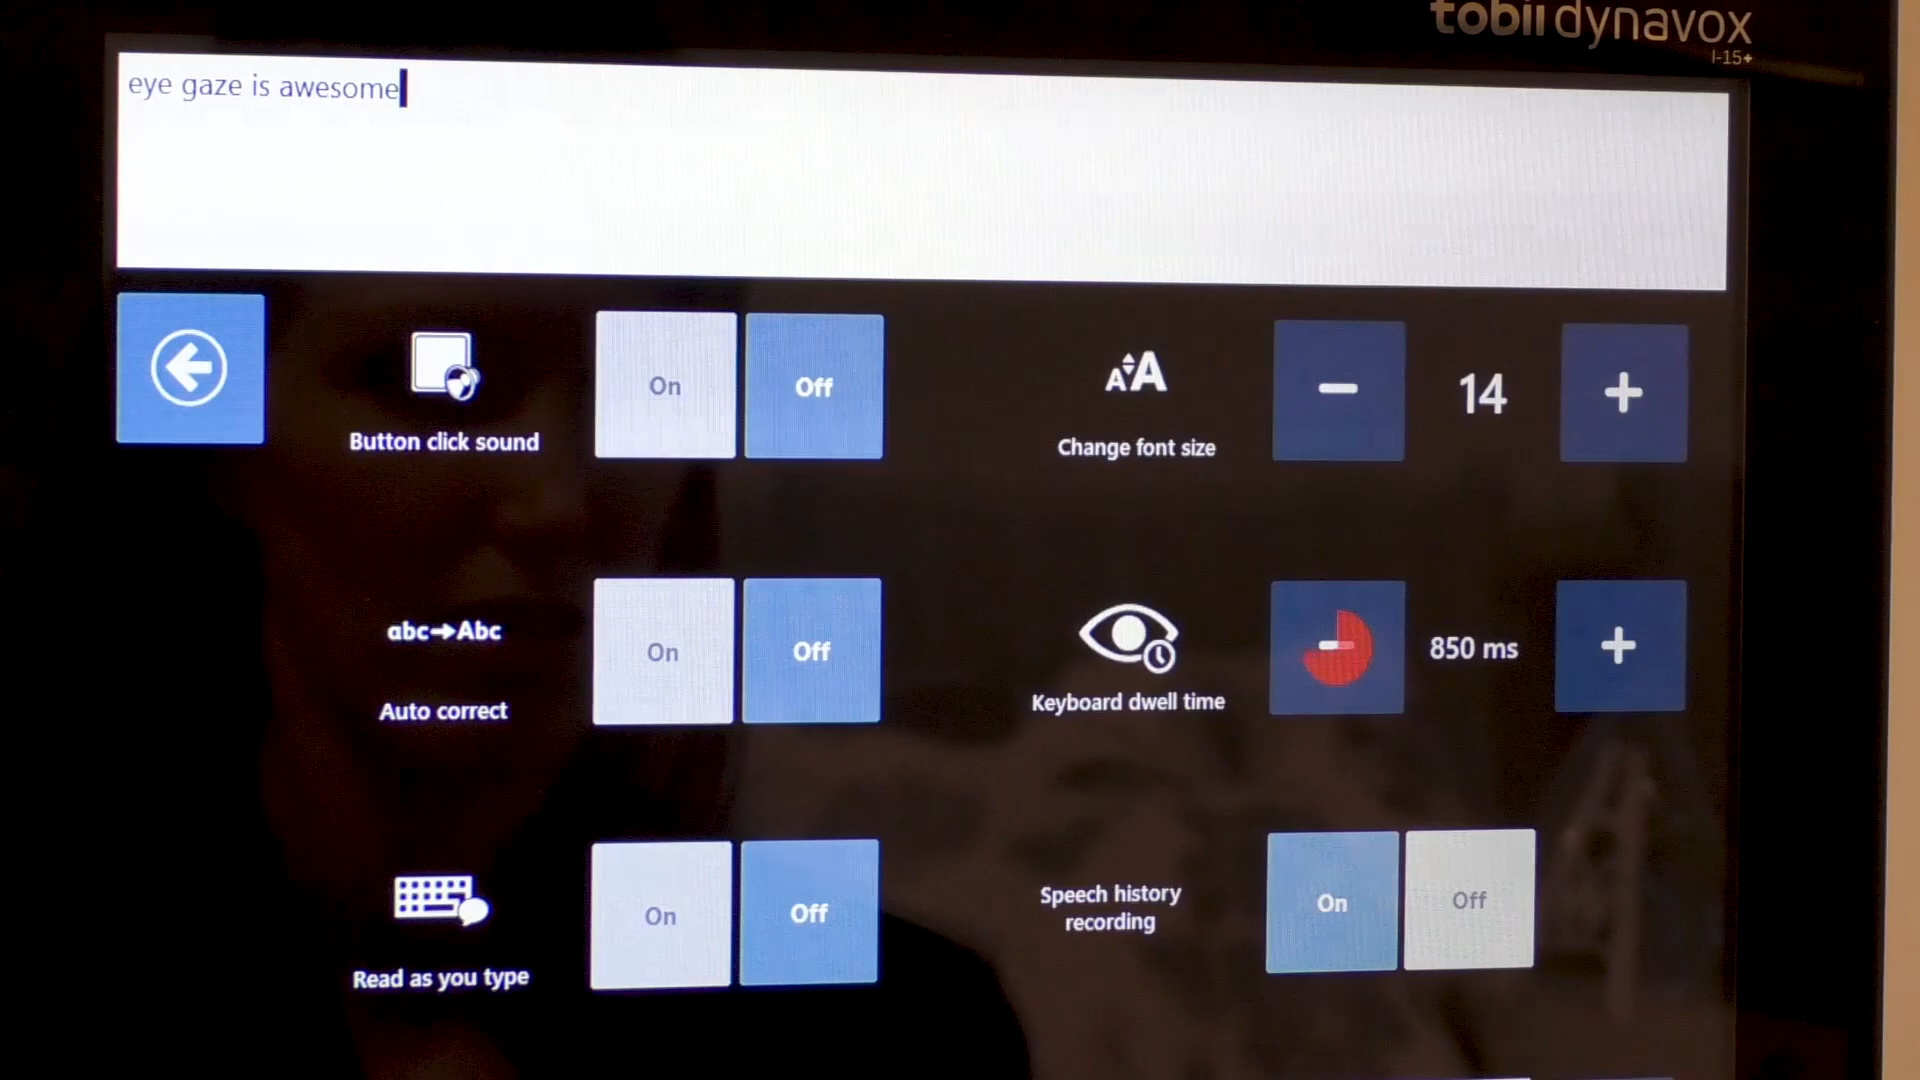 tobii dynavox
I-15+
eye gaze is awesome
Button click sound
On
Off
Change font size
14
abc→Abc
Auto correct
On
Off
Keyboard dwell time
850 ms
Read as you type
On
Off
Speech history
recording
On
Off